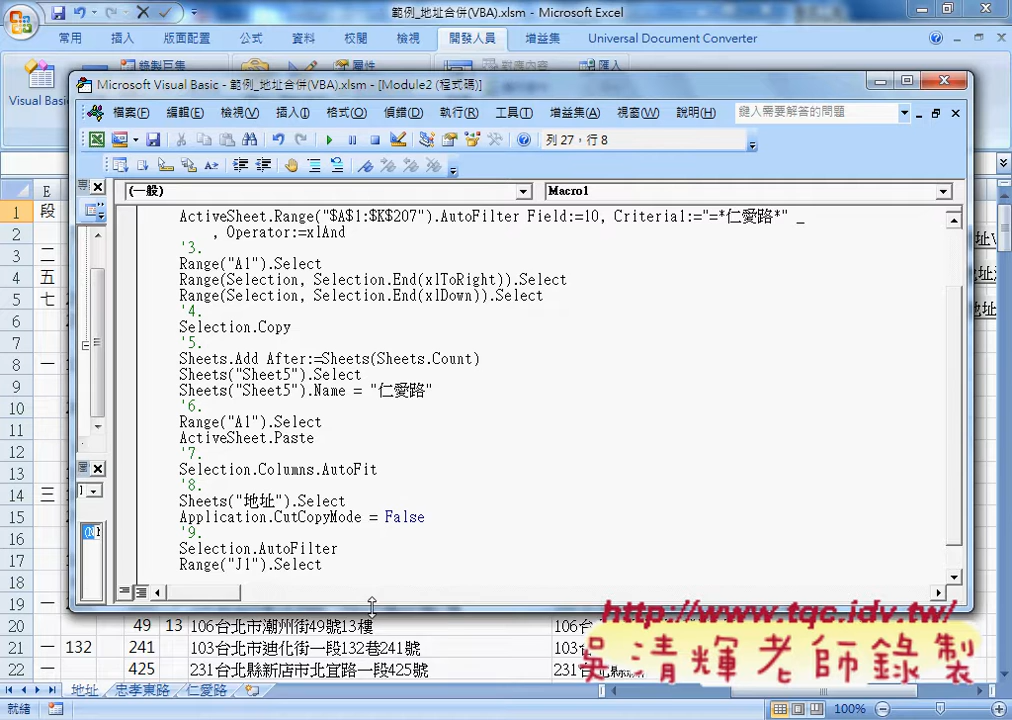 範例_地址合併(VBA).xlsm - Microsoft Excel
常用 插入 版面配置 公式 資料 校閱 檢視 開發人員 增益集 Universal Document Converter
Visual Basic
Microsoft Visual Basic - 範例_地址合併(VBA).xlsm - [Module2 (程式碼)]
檔案(F) 編輯(E) 檢視(V) 插入(I) 格式(O) 偵錯(D) 執行(R) 工具(T) 增益集(A) 視窗(W) 說明(H) 鍵入需要解答的問題
列 27，行 8
(一般) Macro1
ActiveSheet.Range("$A$1:$K$207").AutoFilter Field:=10, Criteria1:="=*仁愛路*" _
, Operator:=xlAnd
'3.
Range("A1").Select
Range(Selection, Selection.End(xlToRight)).Select
Range(Selection, Selection.End(xlDown)).Select
'4.
Selection.Copy
'5.
Sheets.Add After:=Sheets(Sheets.Count)
Sheets("Sheet5").Select
Sheets("Sheet5").Name = "仁愛路"
'6.
Range("A1").Select
ActiveSheet.Paste
'7.
Selection.Columns.AutoFit
'8.
Sheets("地址").Select
Application.CutCopyMode = False
'9.
Selection.AutoFilter
Range("J1").Select
E
1 段
2
3 二
4 五
5 七
6
7
8 一
9
10
11
12
13
14 三
15
16
17
18
19 一
20 49 13 106台北市潮州街49號13樓
21 一 132 241 103台北市迪化街一段132巷241號
22 一 425 231台北縣新店市北宜路一段425號
http://www.tqc.idv.tw/
吳清輝老師錄製
地址 忠孝東路 仁愛路
就緒 100%